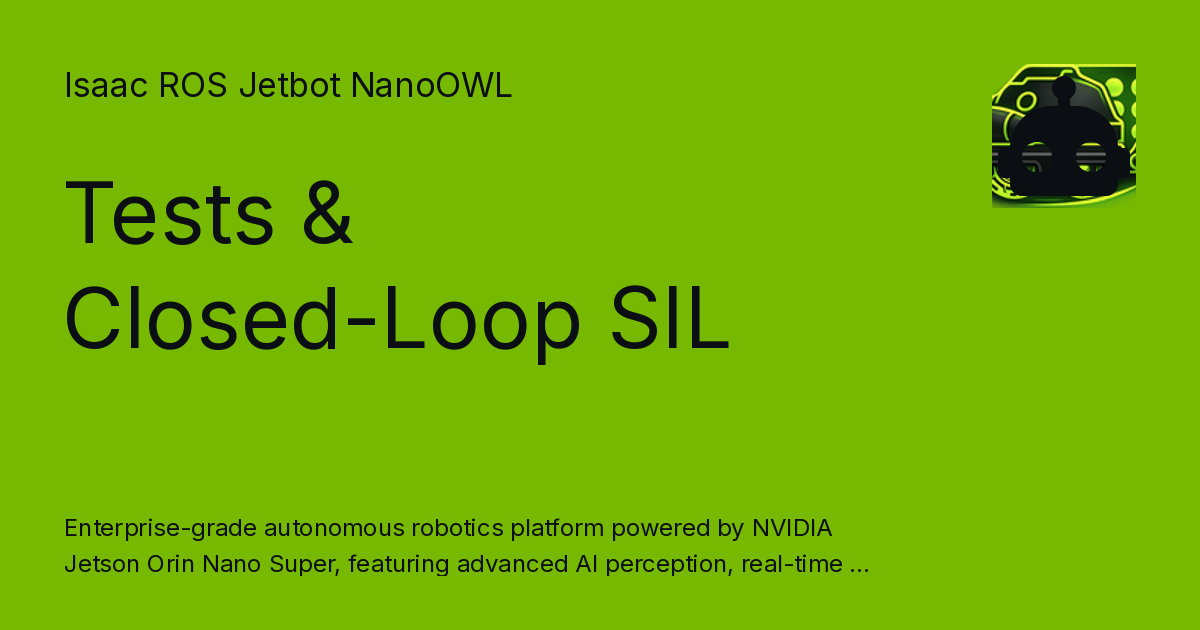 Isaac ROS Jetbot NanoOWL
Tests &
Closed-Loop SIL
Enterprise-grade autonomous robotics platform powered by NVIDIA
Jetson Orin Nano Super, featuring advanced AI perception, real-time …